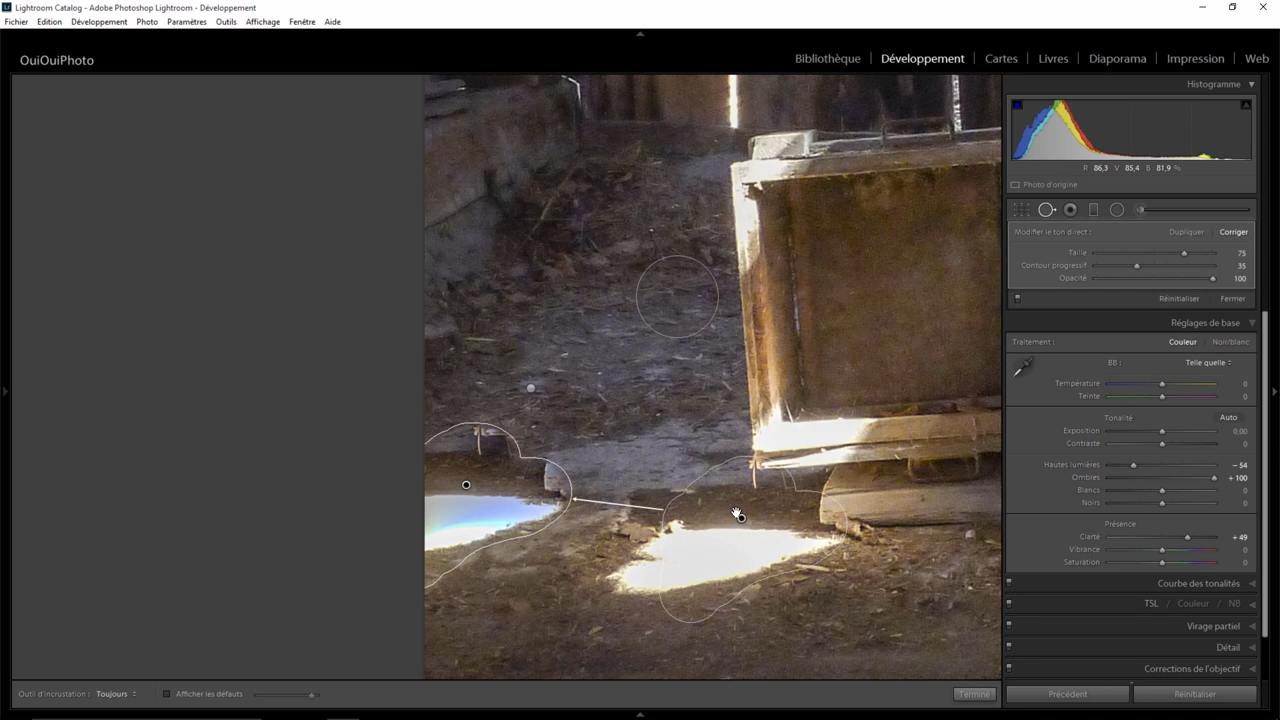 Lightroom Catalog - Adobe Photoshop Lightroom - Développement
Fichier Edition Développement Photo Paramètres Outils Affichage Fenêtre Aide
OuiOuiPhoto
Bibliothèque Développement Cartes Livres Diaporama Impression Web
Histogramme
R 86,3 V 85,4 B 81,9 %
Photo d'origine
Modifier le ton direct : Dupliquer Corriger
Taille 75
Contour progressif 35
Opacité 100
Réinitialiser Fermer
Réglages de base
Traitement : Couleur Noir/blanc
BB : Telle quelle
Température 0
Teinte 0
Tonalité Auto
Exposition 0,00
Contraste 0
Hautes lumières - 54
Ombres + 100
Blancs 0
Noirs 0
Présence
Clarté + 49
Vibrance 0
Saturation 0
Courbe des tonalités
TSL / Couleur / NB
Virage partiel
Détail
Corrections de l'objectif
Outil d'incrustation : Toujours Afficher les défauts Terminé Précédent Réinitialiser